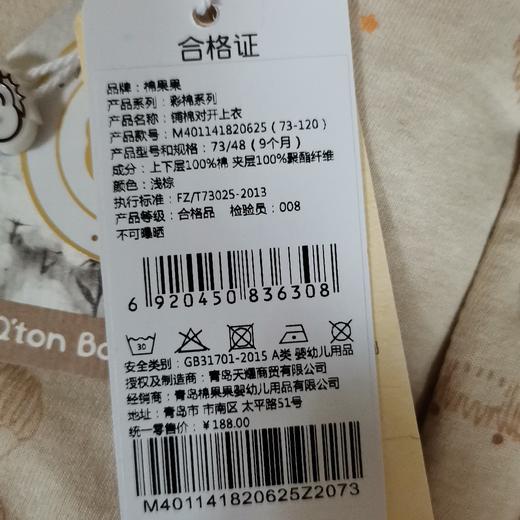 合格证
品牌：棉果果
产品系列：彩棉系列
产品名称：铺棉对开上衣
产品款号：M401141820625（73-120）
产品型号和规格：73/48（9个月）
成分：上下层100%棉 夹层100%聚酯纤维
颜色：浅棕
执行标准：FZ/T73025-2013
产品等级：合格品 检验员：008
不可曝晒
6 920450 836308
30
安全类别：GB31701-2015 A类 婴幼儿用品
授权及制造商：青岛天熠商贸有限公司
经销商：青岛棉果果婴幼儿用品有限公司
地址：青岛市 市南区 太平路51号
统一零售价：￥188.00
M401141820625Z2073
Q'ton Ba